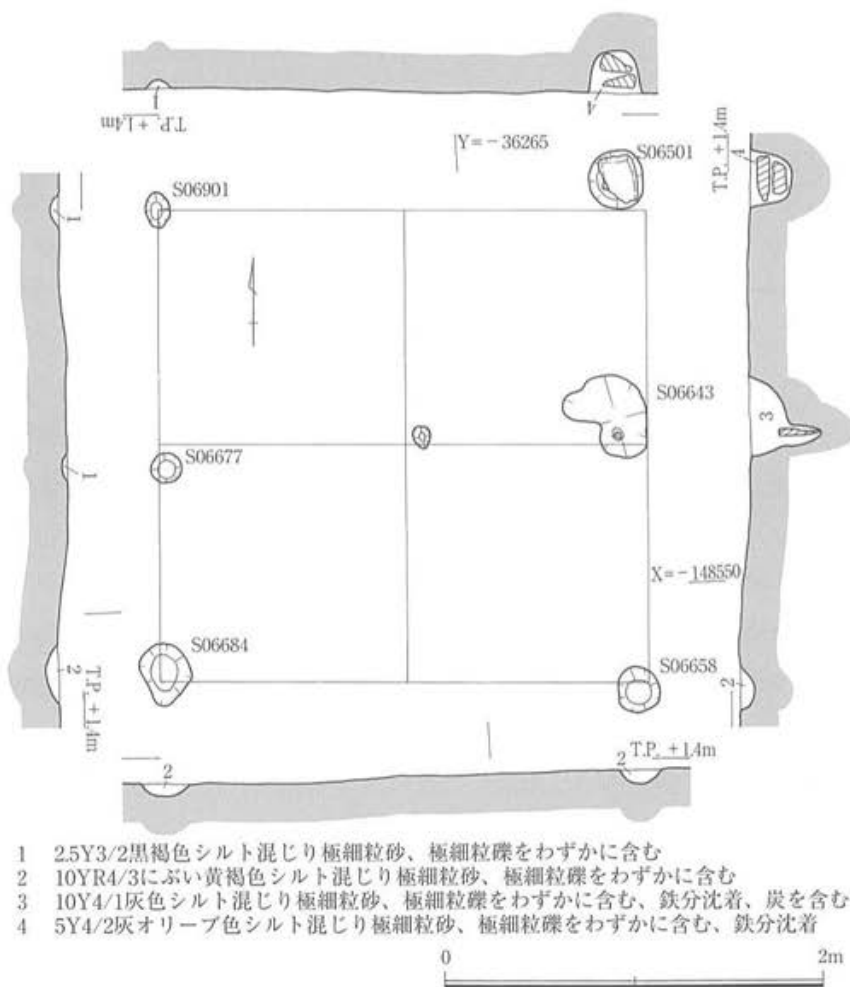 4
1
T.P. +1.4m
Y=-36265
S06501
T.P. +1.4m
4
S06901
1
S06643
3
S06677
1
X=-148550
S06684
S06658
2
T.P. +1.4m
2
T.P. +1.4m
2
2
1 2.5Y3/2黒褐色シルト混じり極細粒砂、極細粒礫をわずかに含む
2 10YR4/3にぶい黄褐色シルト混じり極細粒砂、極細粒礫をわずかに含む
3 10Y4/1灰色シルト混じり極細粒砂、極細粒礫をわずかに含む、鉄分沈着、炭を含む
4 5Y4/2灰オリーブ色シルト混じり極細粒砂、極細粒礫をわずかに含む、鉄分沈着
0 2m